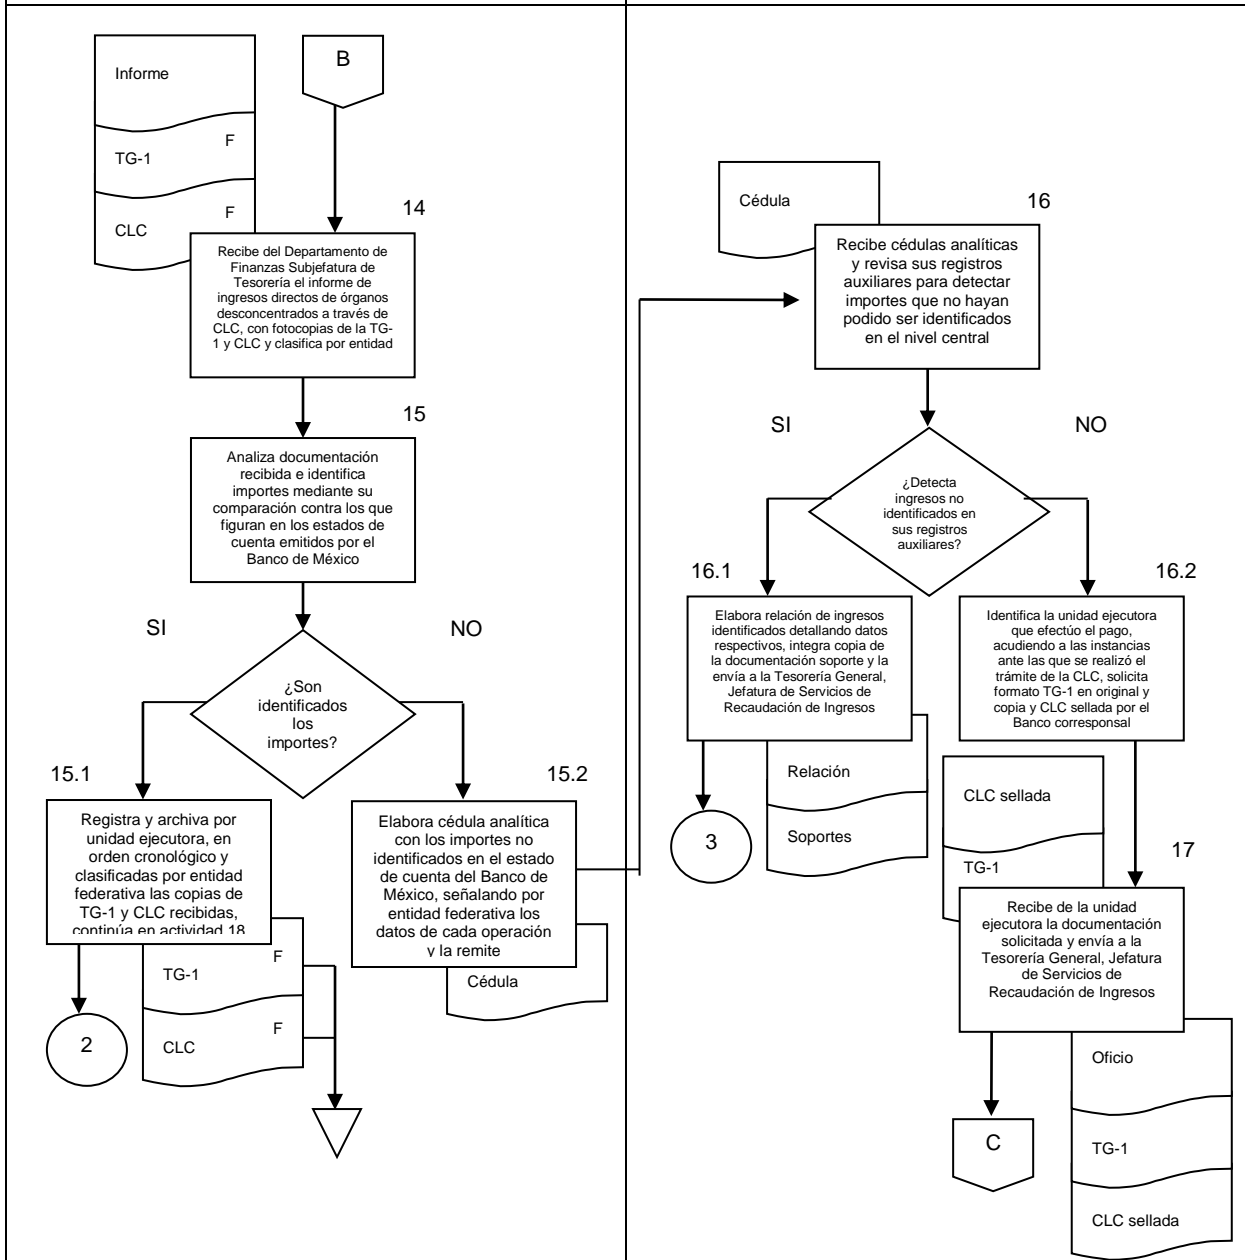 Informe
B
TG-1
F
CLC
F
14
Recibe del Departamento de
Finanzas Subjefatura de
Tesorería el informe de
ingresos directos de órganos
desconcentrados a través de
CLC, con fotocopias de la TG-
1 y CLC y clasifica por entidad
15
Analiza documentación
recibida e identifica
importes mediante su
comparación contra los que
figuran en los estados de
cuenta emitidos por el
Banco de México
SI
NO
¿Son
identificados
los
importes?
15.1
Registra y archiva por
unidad ejecutora, en
orden cronológico y
clasificadas por entidad
federativa las copias de
TG-1 y CLC recibidas,
continúa en actividad 18
TG-1
F
CLC
F
2
15.2
Elabora cédula analítica
con los importes no
identificados en el estado
de cuenta del Banco de
México, señalando por
entidad federativa los
datos de cada operación
y la remite
Cédula
Cédula
16
Recibe cédulas analíticas
y revisa sus registros
auxiliares para detectar
importes que no hayan
podido ser identificados
en el nivel central
SI
NO
¿Detecta
ingresos no
identificados en
sus registros
auxiliares?
16.1
Elabora relación de ingresos
identificados detallando datos
respectivos, integra copia de
la documentación soporte y la
envía a la Tesorería General,
Jefatura de Servicios de
Recaudación de Ingresos
Relación
Soportes
3
16.2
Identifica la unidad ejecutora
que efectúo el pago,
acudiendo a las instancias
ante las que se realizó el
trámite de la CLC, solicita
formato TG-1 en original y
copia y CLC sellada por el
Banco corresponsal
CLC sellada
TG-1
17
Recibe de la unidad
ejecutora la documentación
solicitada y envía a la
Tesorería General, Jefatura
de Servicios de
Recaudación de Ingresos
Oficio
TG-1
CLC sellada
C